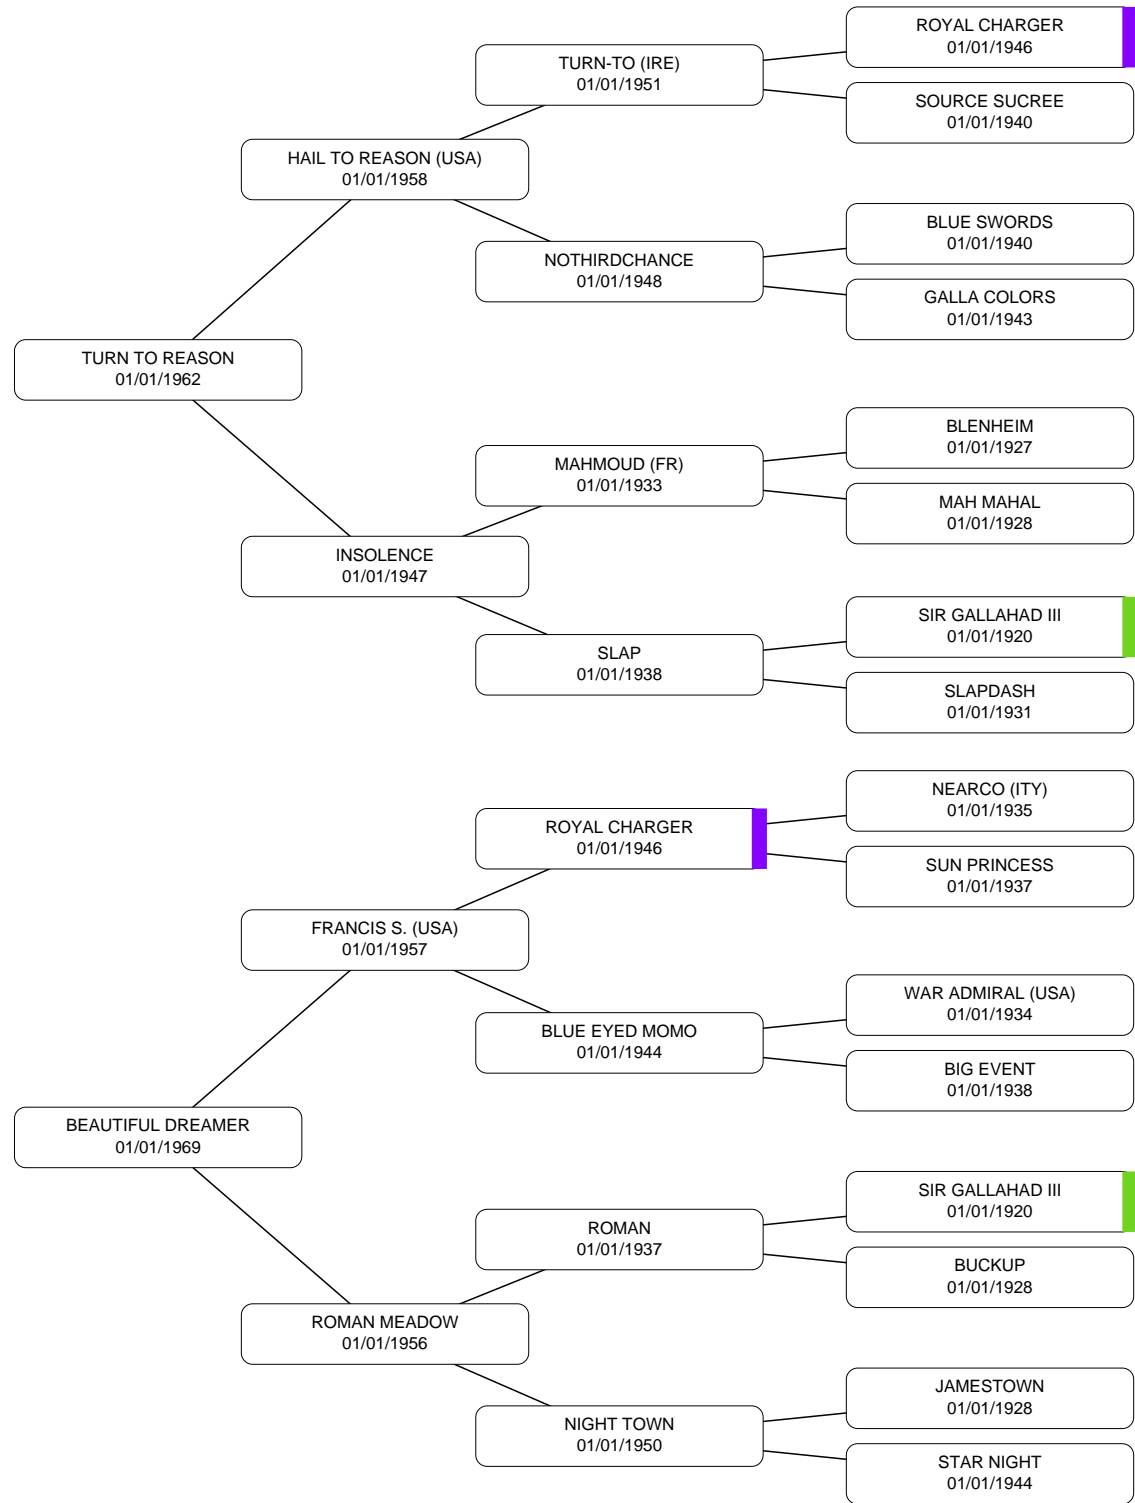 ROYAL CHARGER
01/01/1946
TURN-TO (IRE)
01/01/1951
SOURCE SUCREE
01/01/1940
HAIL TO REASON (USA)
01/01/1958
BLUE SWORDS
01/01/1940
NOTHIRDCHANCE
01/01/1948
GALLA COLORS
01/01/1943
TURN TO REASON
01/01/1962
BLENHEIM
01/01/1927
MAHMOUD (FR)
01/01/1933
MAH MAHAL
01/01/1928
INSOLENCE
01/01/1947
SIR GALLAHAD III
01/01/1920
SLAP
01/01/1938
SLAPDASH
01/01/1931
NEARCO (ITY)
01/01/1935
ROYAL CHARGER
01/01/1946
SUN PRINCESS
01/01/1937
FRANCIS S. (USA)
01/01/1957
WAR ADMIRAL (USA)
01/01/1934
BLUE EYED MOMO
01/01/1944
BIG EVENT
01/01/1938
BEAUTIFUL DREAMER
01/01/1969
SIR GALLAHAD III
01/01/1920
ROMAN
01/01/1937
BUCKUP
01/01/1928
ROMAN MEADOW
01/01/1956
JAMESTOWN
01/01/1928
NIGHT TOWN
01/01/1950
STAR NIGHT
01/01/1944